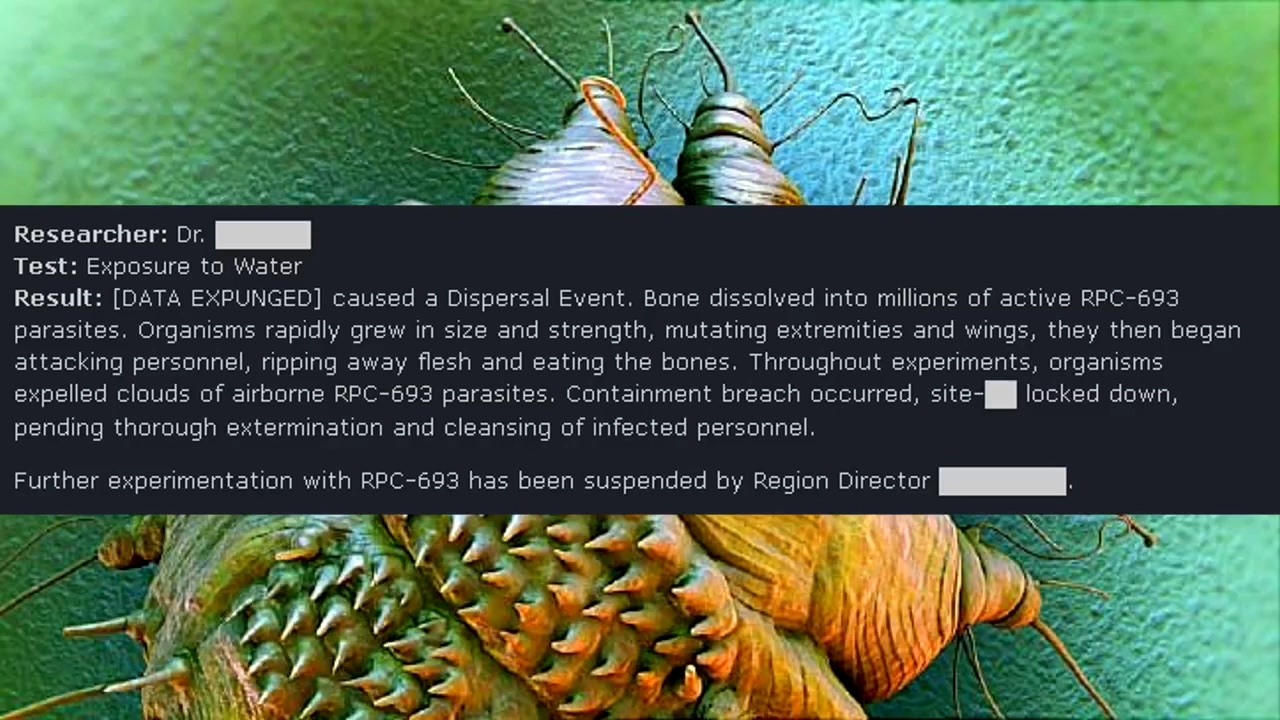 Researcher: Dr.
Test: Exposure to Water
Result: [DATA EXPUNGED] caused a Dispersal Event. Bone dissolved into millions of active RPC-693
parasites. Organisms rapidly grew in size and strength, mutating extremities and wings, they then began
attacking personnel, ripping away flesh and eating the bones. Throughout experiments, organisms
expelled clouds of airborne RPC-693 parasites. Containment breach occurred, site-██ locked down,
pending thorough extermination and cleansing of infected personnel.
Further experimentation with RPC-693 has been suspended by Region Director ████████.